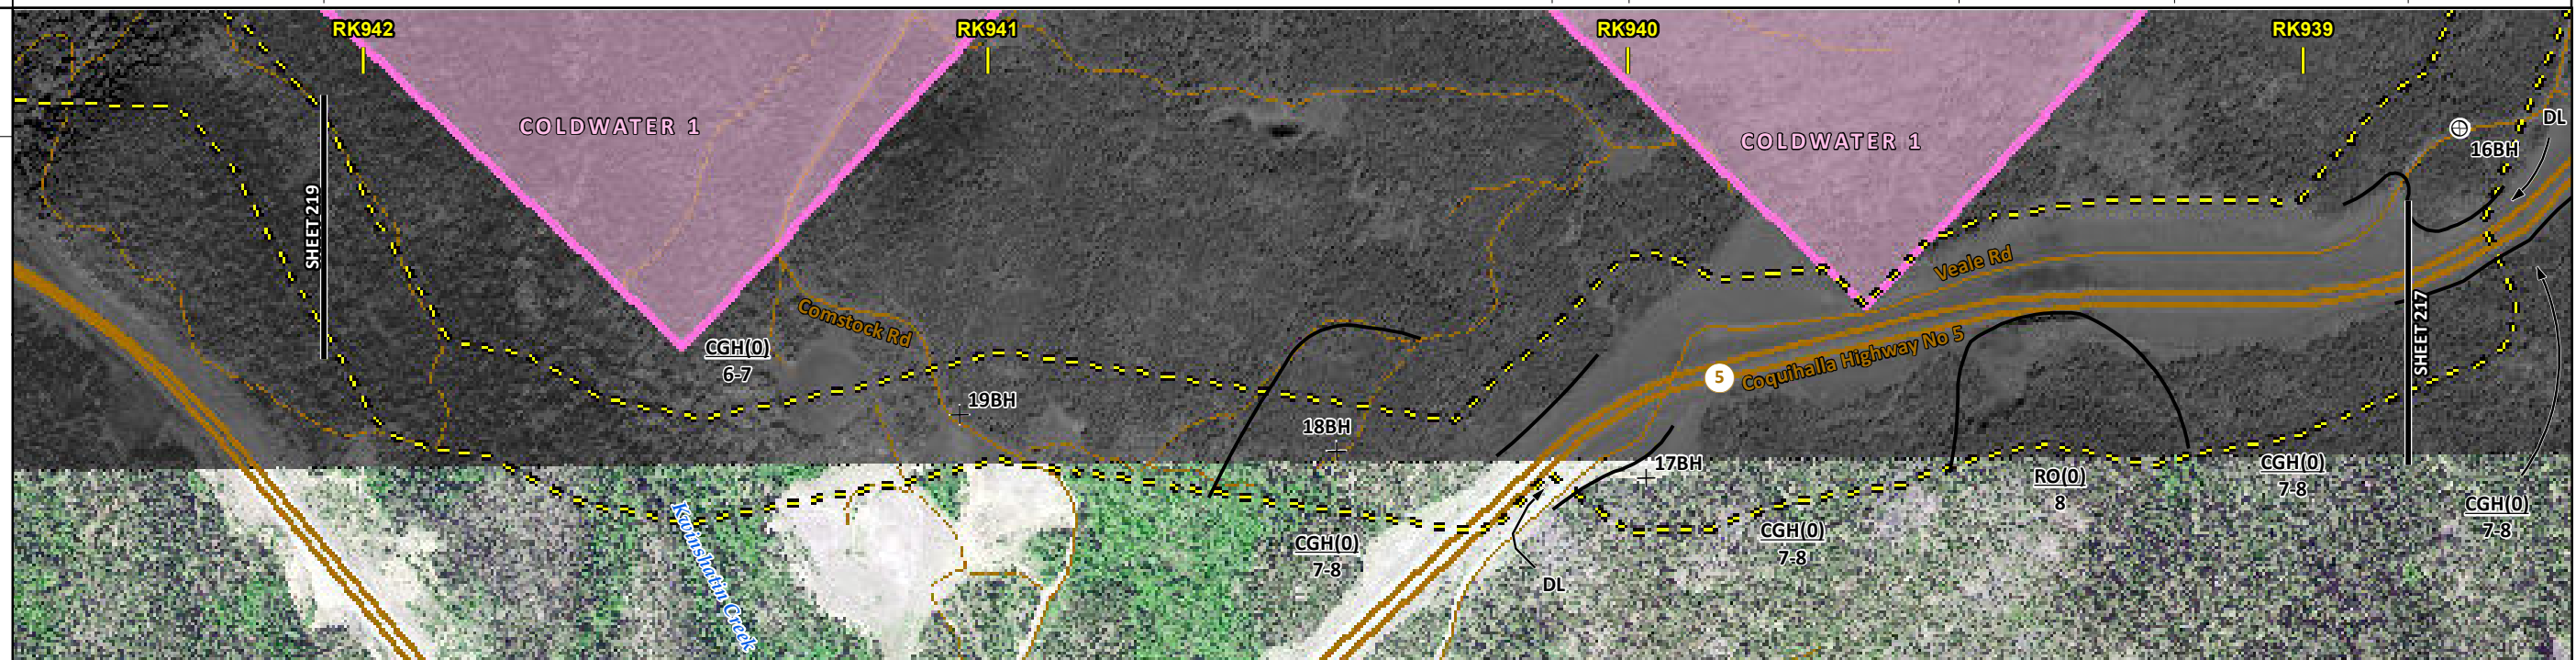 RK942
RK941
RK940
RK939
DL
COLDWATER 1
COLDWATER 1
16BH
SHEET 219
Veale Rd
Comstock Rd
SHEET 217
CGH(0)
6-7
5
Coquihalla Highway No 5
19BH
18BH
17BH
CGH(0)
7-8
RO(0)
8
CGH(0)
7-8
CGH(0)
7-8
CGH(0)
7-8
Kwinshatin Creek
DL